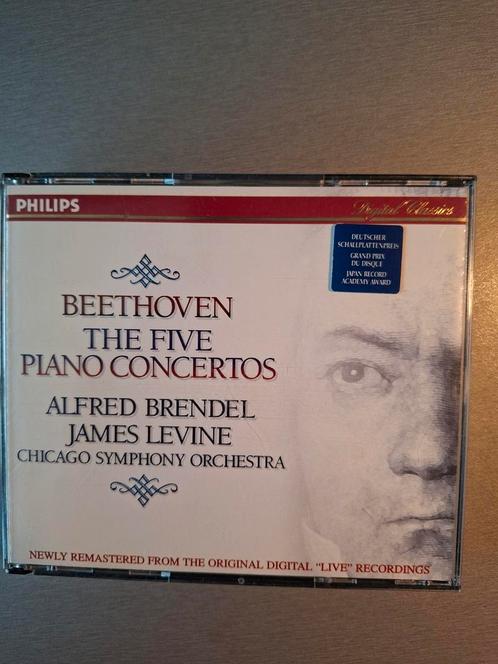 PHILIPS
Digital Classics
DEUTSCHER
SCHALLPLATTENPREIS
GRAND PRIX
DU DISQUE
JAPAN RECORD
ACADEMY AWARD
BEETHOVEN
THE FIVE
PIANO CONCERTOS
ALFRED BRENDEL
JAMES LEVINE
CHICAGO SYMPHONY ORCHESTRA
NEWLY REMASTERED FROM THE ORIGINAL DIGITAL "LIVE" RECORDINGS